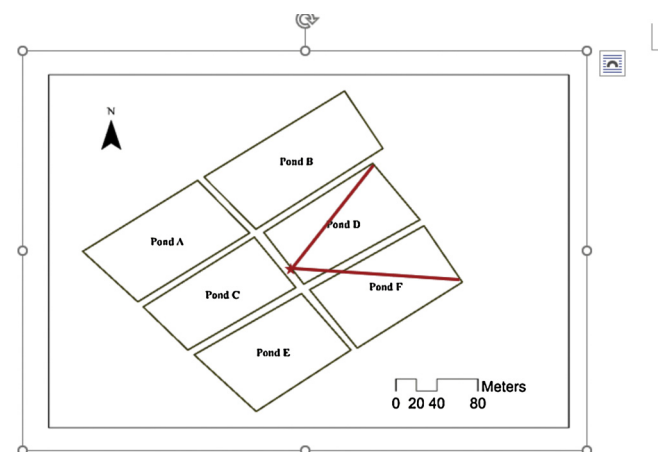 N
Pond B
Pond D
Pond A
Pond F
Pond C
Pond E
Meters
0 20 40 80